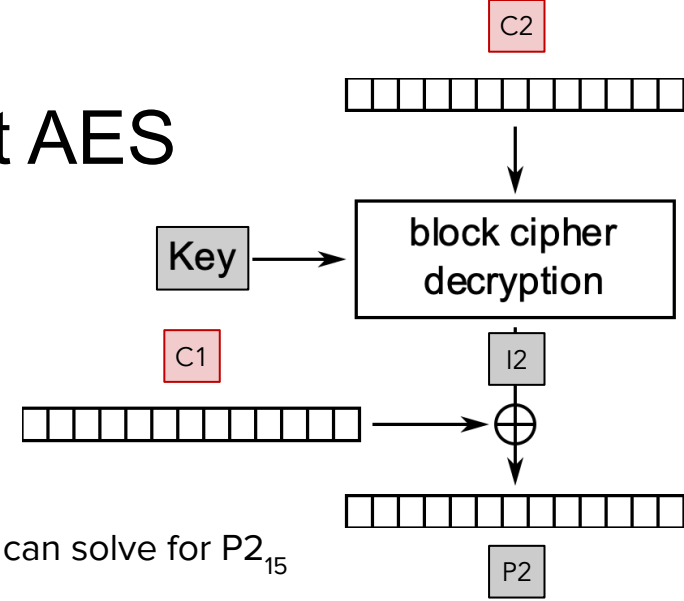 C2
t AES
block cipher
decryption
Key
C1
I2
can solve for P2₁₅
P2